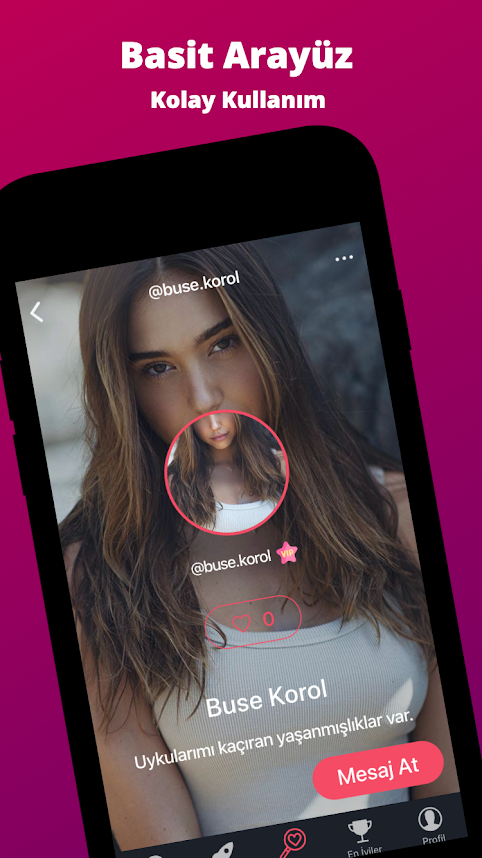 Basit Arayüz
Kolay Kullanım
@buse.korol
@buse.korol VIP
0
Buse Korol
Uykularımı kaçıran yaşanmışlıklar var.
Mesaj At
En İyiler
Profil